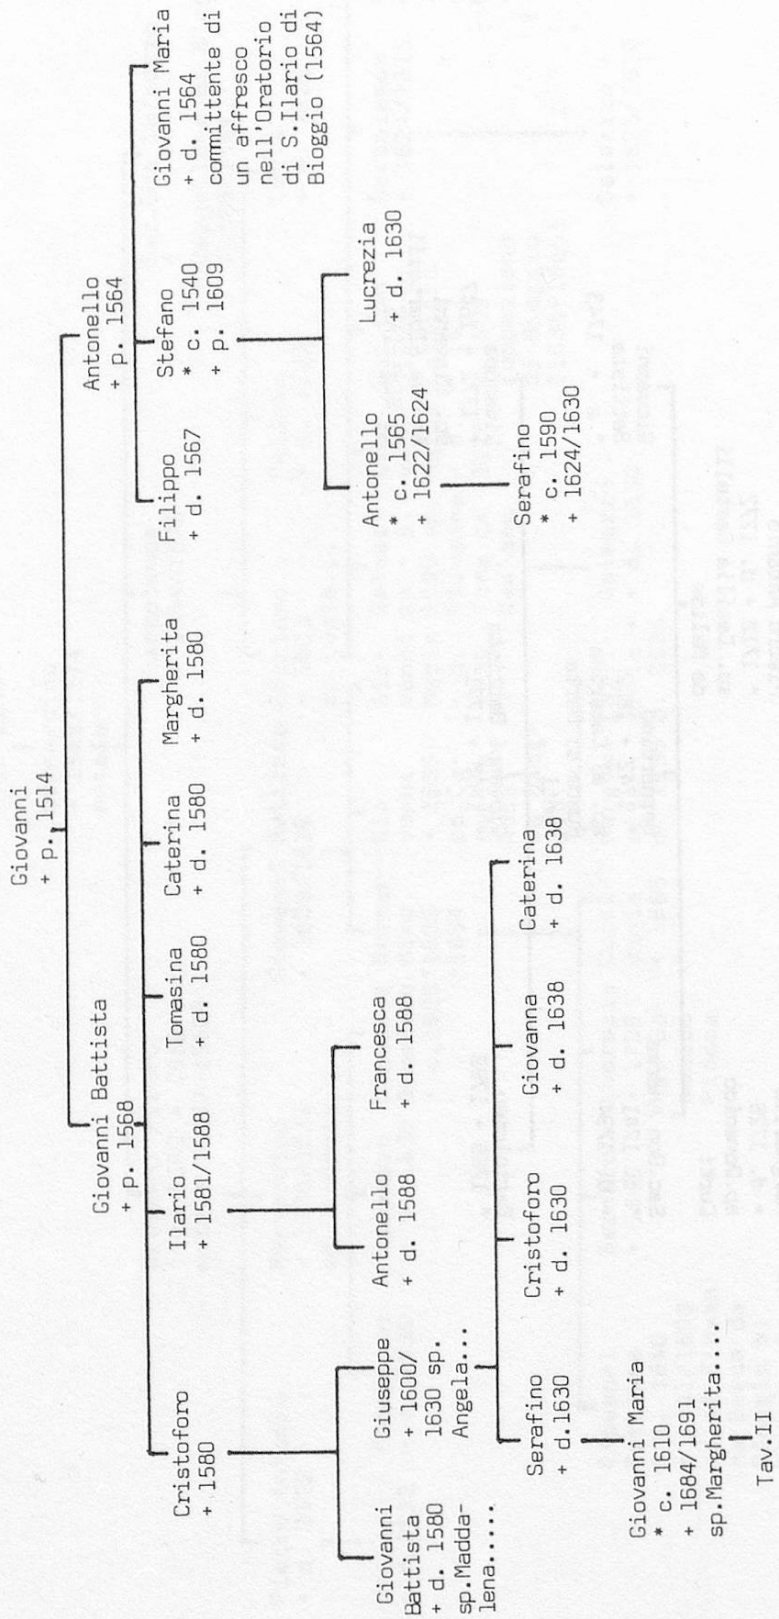 Giovanni
+ p. 1514
Giovanni Battista
+ p. 1568
Antonello
+ p. 1564
Cristoforo
+ 1580
Ilario
+ 1581/1588
Tomasina
+ d. 1580
Caterina
+ d. 1580
Margherita
+ d. 1580
Filippo
+ d. 1567
Stefano
* c. 1540
+ p. 1609
Giovanni Maria
+ d. 1564
committente di
un affresco
nell'Oratorio
di S.Ilario di
Bioggio (1564)
Giovanni
Battista
+ d. 1580
sp.Madda-
lena.....
Giuseppe
+ 1600/
1630 sp.
Angela...
Antonello
+ d. 1588
Francesca
+ d. 1588
Antonello
* c. 1565
+ 1622/1624
Lucrezia
+ d. 1630
Serafino
+ d.1630
Cristoforo
+ d. 1630
Giovanna
+ d. 1638
Caterina
+ d. 1638
Serafino
* c. 1590
+ 1624/1630
Giovanni Maria
* c. 1610
+ 1684/1691
sp.Margherita....
Tav.II